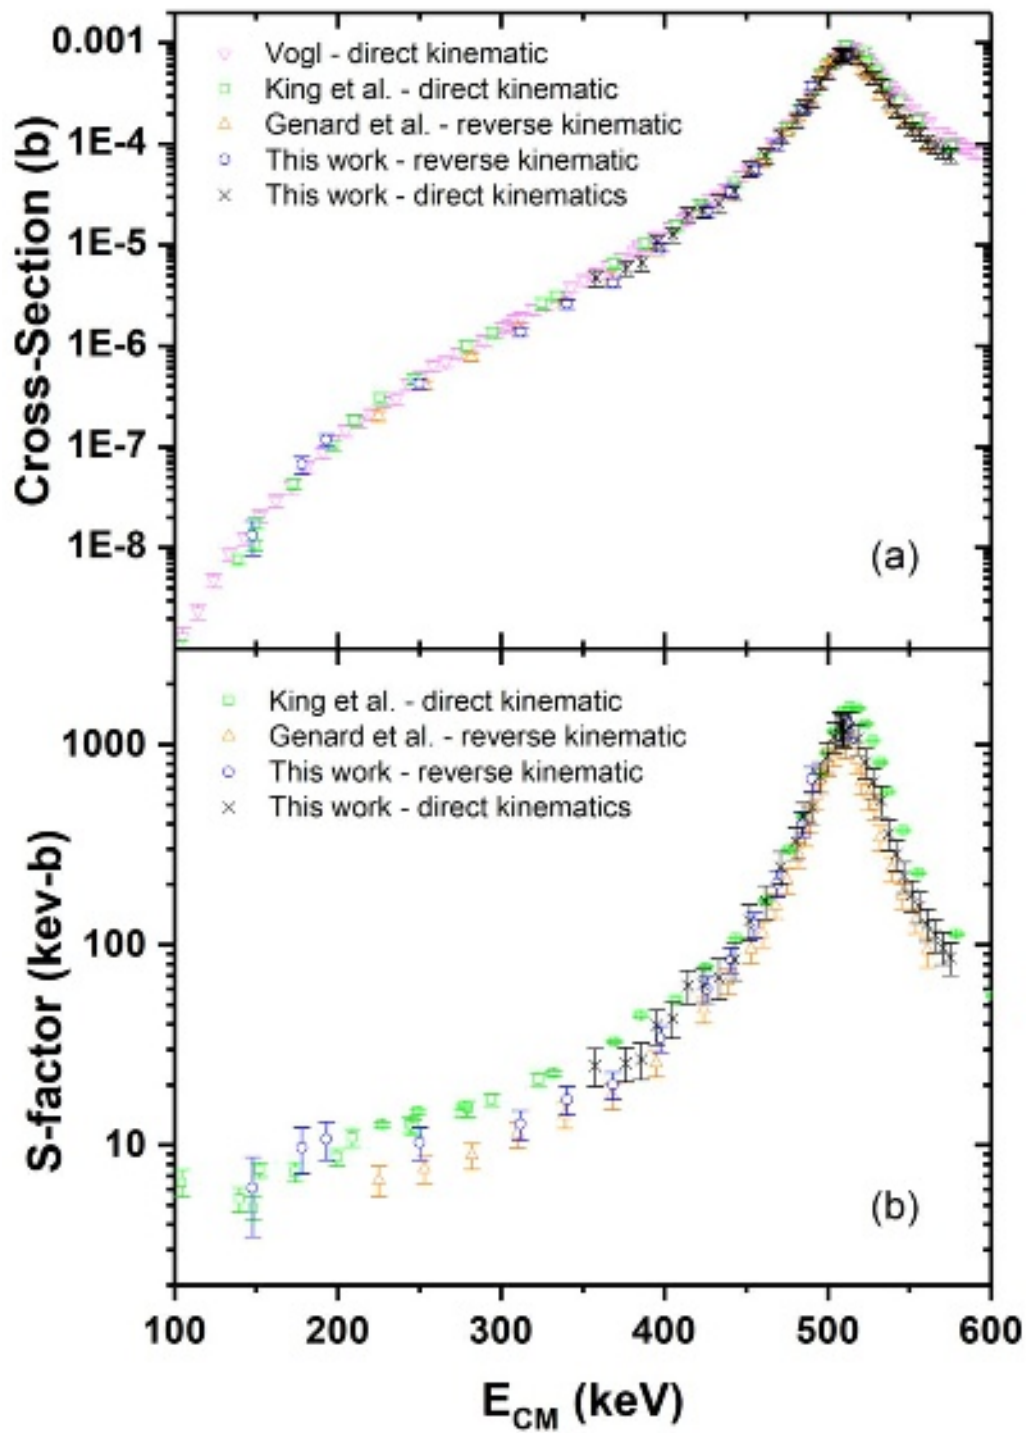 0.001
1E-4
1E-5
1E-6
1E-7
1E-8
Cross-Section (b)
Vogl - direct kinematic
King et al. - direct kinematic
Genard et al. - reverse kinematic
This work - reverse kinematic
This work - direct kinematics
(a)
1000
100
10
S-factor (kev-b)
King et al. - direct kinematic
Genard et al. - reverse kinematic
This work - reverse kinematic
This work - direct kinematics
(b)
100 200 300 400 500 600
E_CM (keV)